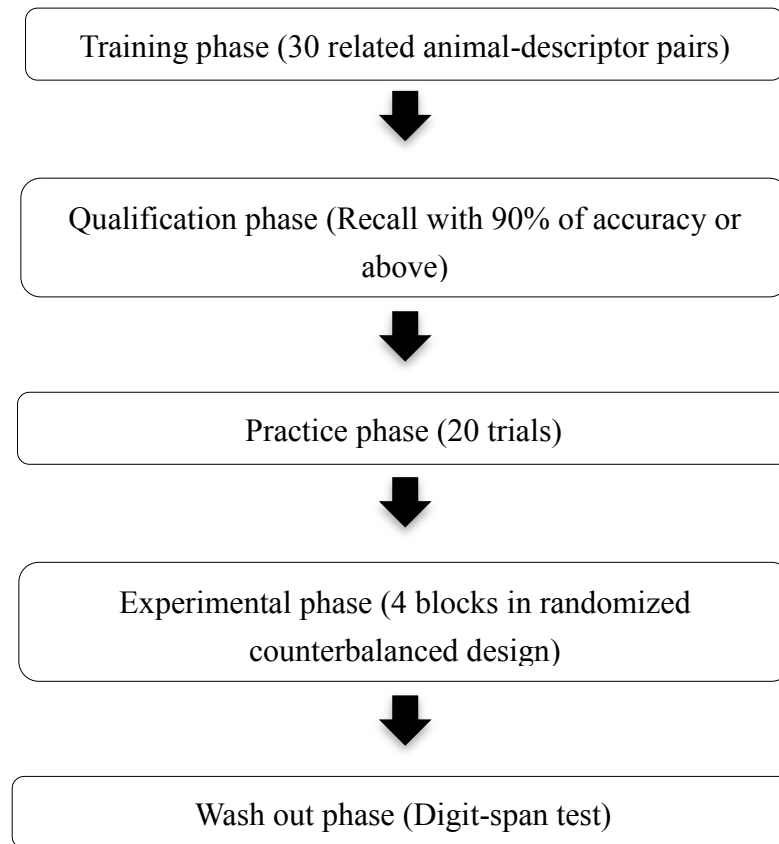 Training phase (30 related animal-descriptor pairs)
Qualification phase (Recall with 90% of accuracy or
above)
Practice phase (20 trials)
Experimental phase (4 blocks in randomized
counterbalanced design)
Wash out phase (Digit-span test)